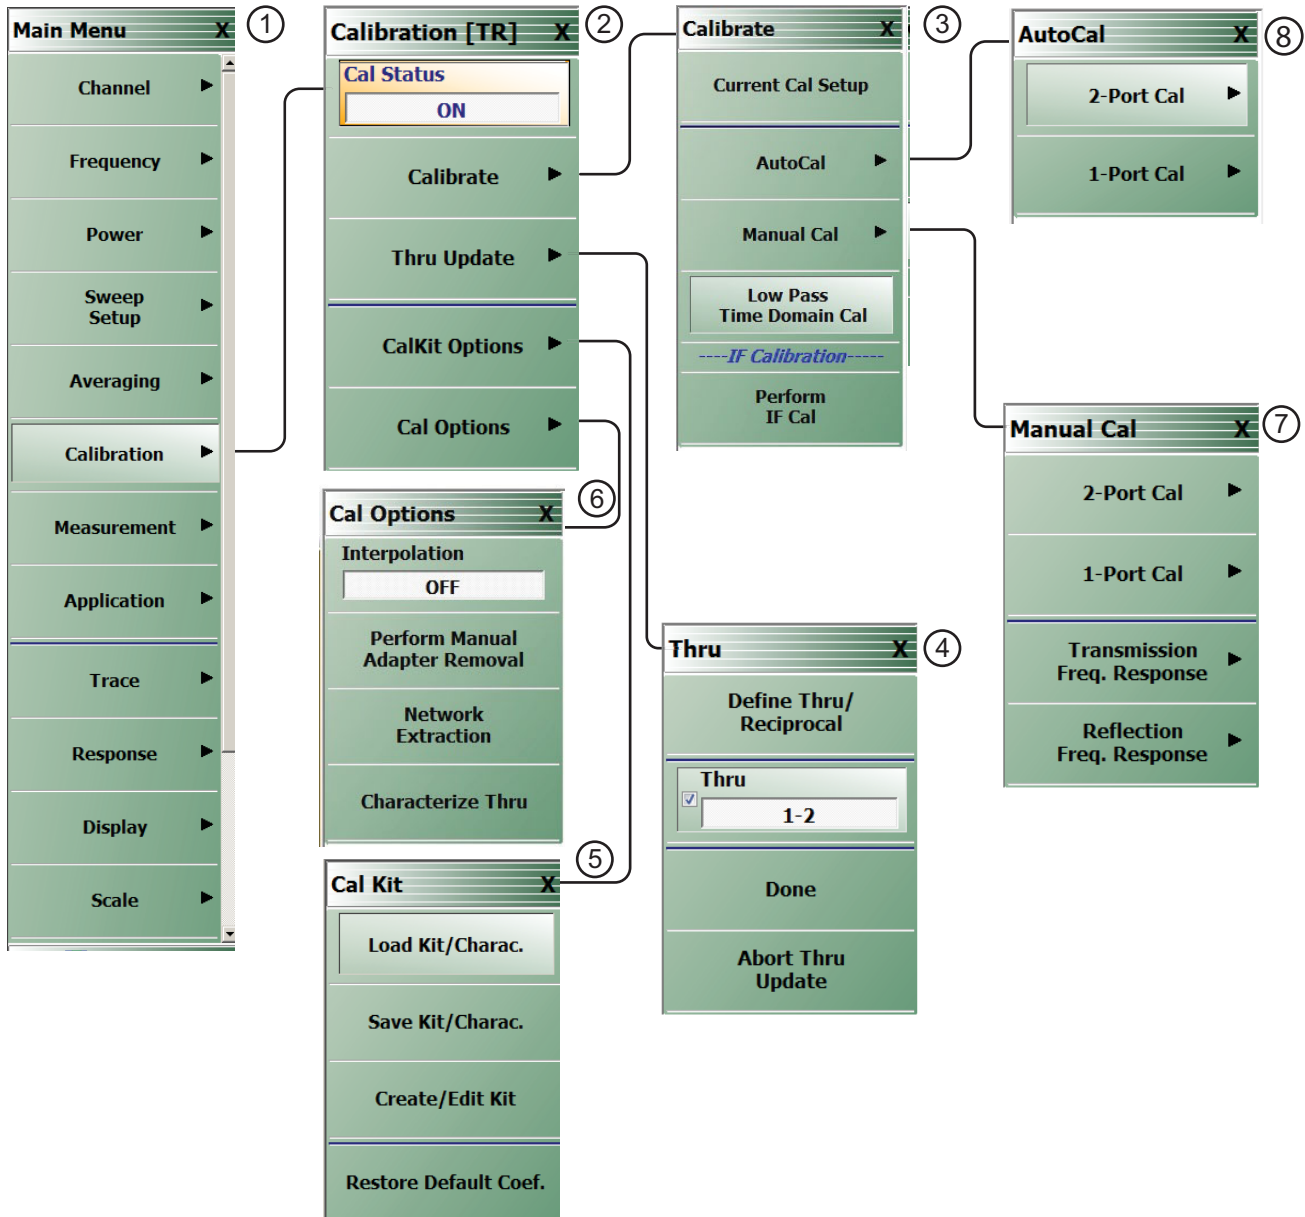 Main Menu X
1
Channel
Frequency
Power
Sweep
Setup
Averaging
Calibration
Measurement
Application
Trace
Response
Display
Scale
Calibration [TR] X
2
Cal Status
ON
Calibrate
Thru Update
CalKit Options
Cal Options
Calibrate X
3
Current Cal Setup
AutoCal
Manual Cal
Low Pass
Time Domain Cal
----IF Calibration-----
Perform
IF Cal
AutoCal X
8
2-Port Cal
1-Port Cal
Manual Cal X
7
2-Port Cal
1-Port Cal
Transmission
Freq. Response
Reflection
Freq. Response
Cal Options X
6
Interpolation
OFF
Perform Manual
Adapter Removal
Network
Extraction
Characterize Thru
Thru X
4
Define Thru/
Reciprocal
Thru
1-2
Done
Abort Thru
Update
Cal Kit X
5
Load Kit/Charac.
Save Kit/Charac.
Create/Edit Kit
Restore Default Coef.